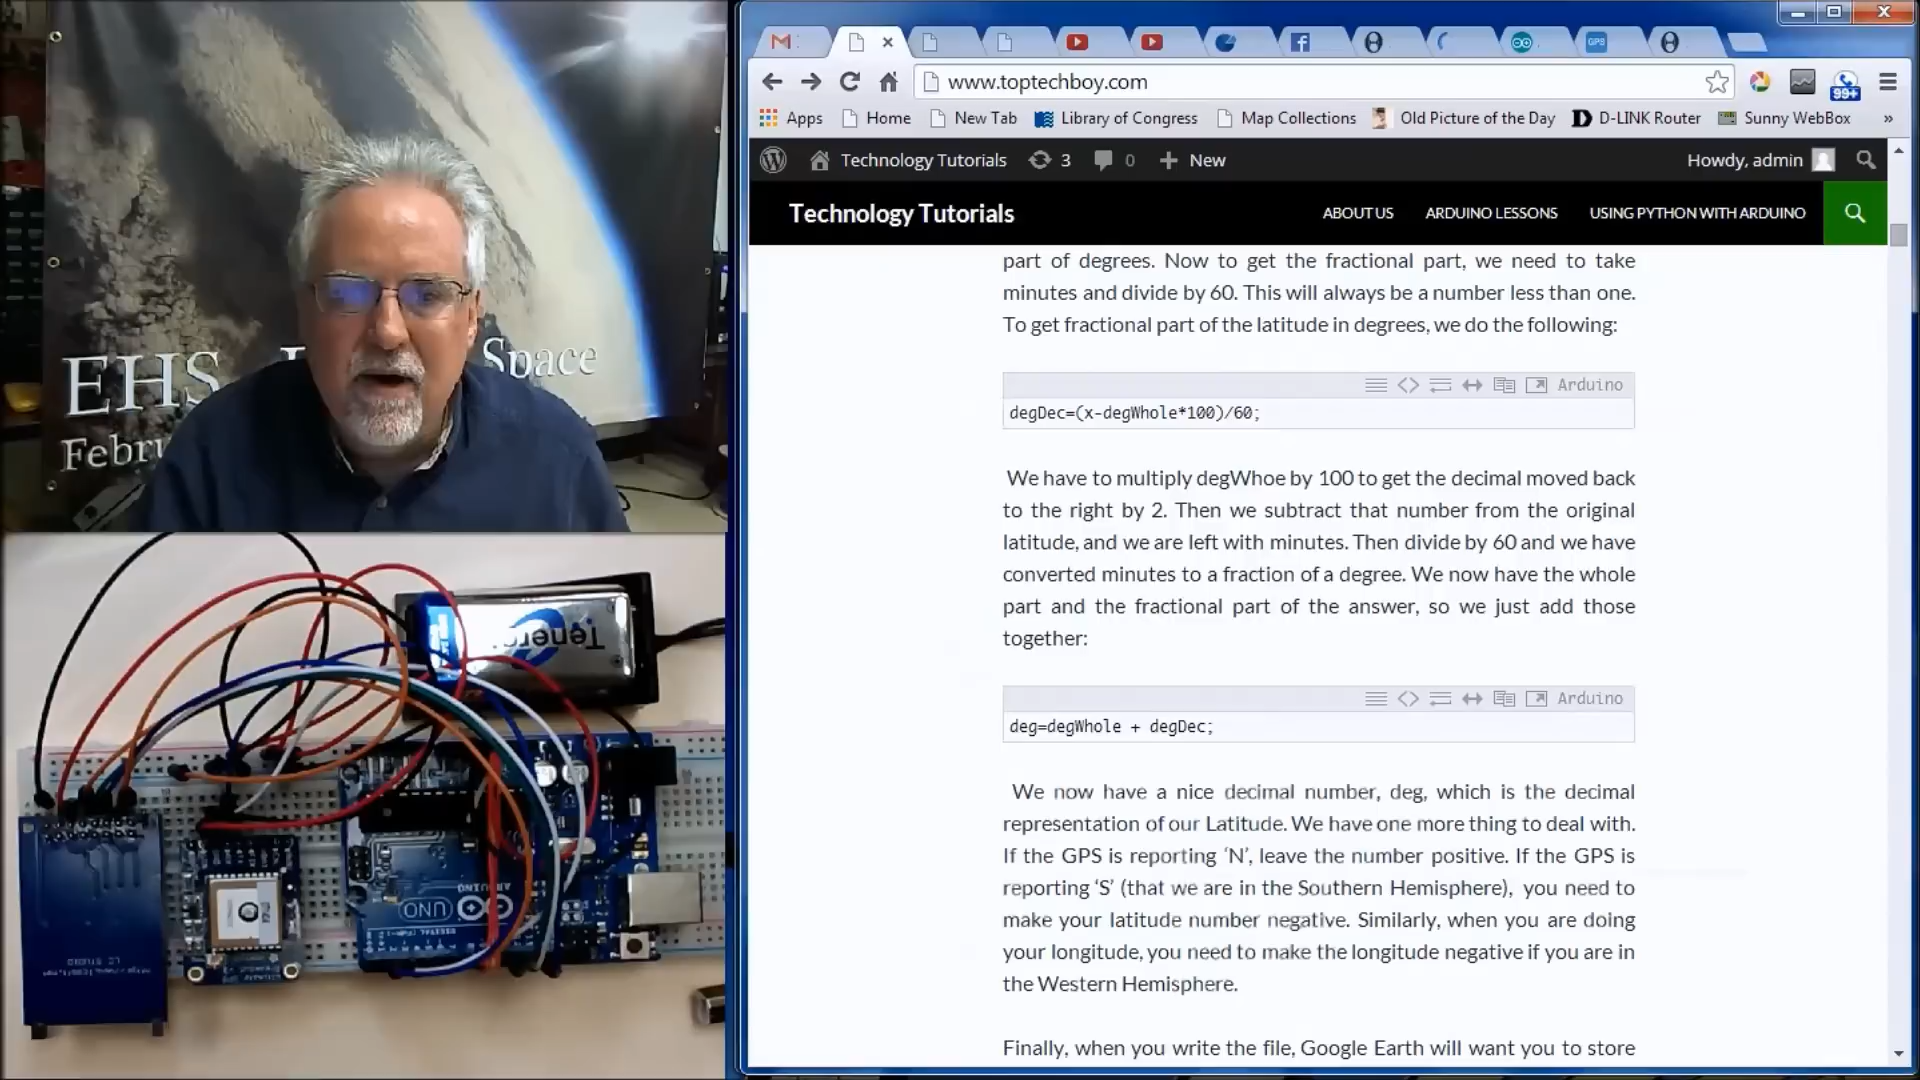 EHS
Space
Febru
Tenergy
UNO
ARDUINO
LC STUDIO
www.toptechboy.com
99+
Apps
Home
New Tab
Library of Congress
Map Collections
Old Picture of the Day
D-LINK Router
Sunny WebBox
»
Technology Tutorials
3
0
New
Howdy, admin
Technology Tutorials
ABOUT US
ARDUINO LESSONS
USING PYTHON WITH ARDUINO
part of degrees. Now to get the fractional part, we need to take
minutes and divide by 60. This will always be a number less than one.
To get fractional part of the latitude in degrees, we do the following:
Arduino
degDec=(x-degWhole*100)/60;
We have to multiply degWhoe by 100 to get the decimal moved back
to the right by 2. Then we subtract that number from the original
latitude, and we are left with minutes. Then divide by 60 and we have
converted minutes to a fraction of a degree. We now have the whole
part and the fractional part of the answer, so we just add those
together:
Arduino
deg=degWhole + degDec;
We now have a nice decimal number, deg, which is the decimal
representation of our Latitude. We have one more thing to deal with.
If the GPS is reporting ‘N’, leave the number positive. If the GPS is
reporting ‘S’ (that we are in the Southern Hemisphere), you need to
make your latitude number negative. Similarly, when you are doing
your longitude, you need to make the longitude negative if you are in
the Western Hemisphere.
Finally, when you write the file, Google Earth will want you to store